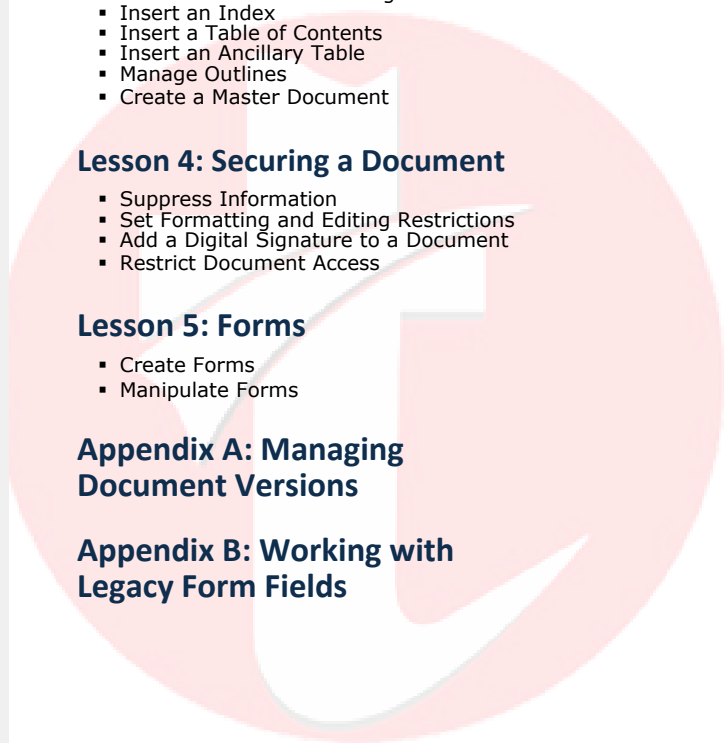 ▪ Insert an Index
▪ Insert a Table of Contents
▪ Insert an Ancillary Table
▪ Manage Outlines
▪ Create a Master Document
Lesson 4: Securing a Document
▪ Suppress Information
▪ Set Formatting and Editing Restrictions
▪ Add a Digital Signature to a Document
▪ Restrict Document Access
Lesson 5: Forms
▪ Create Forms
▪ Manipulate Forms
Appendix A: Managing
Document Versions
Appendix B: Working with
Legacy Form Fields